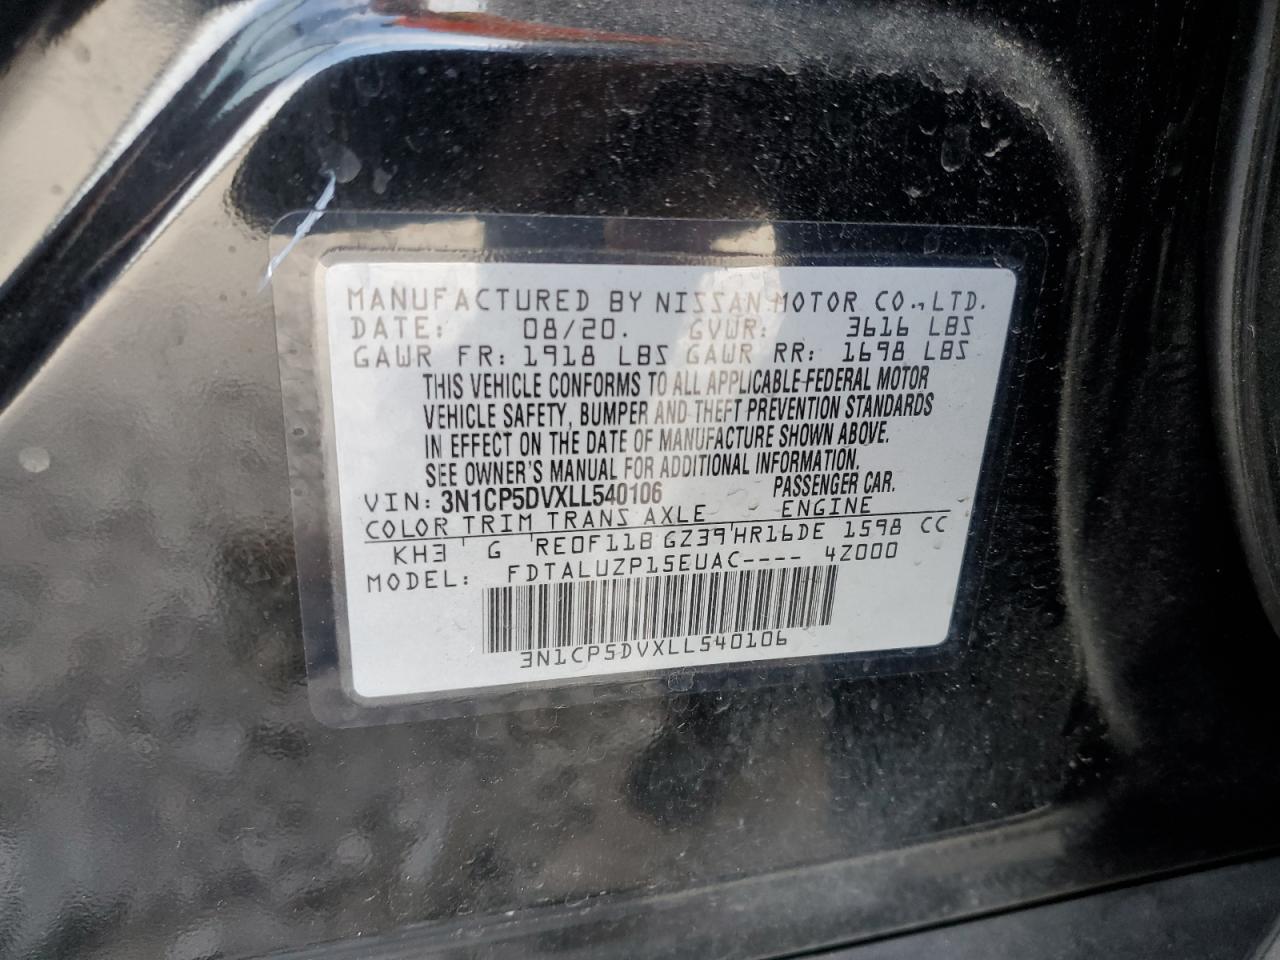 MANUFACTURED BY NISSAN MOTOR CO., LTD.
DATE: 08/20. GVWR: 3616 LBS
GAWR FR: 1918 LBS GAWR RR: 1698 LBS
THIS VEHICLE CONFORMS TO ALL APPLICABLE FEDERAL MOTOR
VEHICLE SAFETY, BUMPER AND THEFT PREVENTION STANDARDS
IN EFFECT ON THE DATE OF MANUFACTURE SHOWN ABOVE.
SEE OWNER'S MANUAL FOR ADDITIONAL INFORMATION.
VIN: 3N1CP5DVXLL540106 PASSENGER CAR.
COLOR TRIM TRANS AXLE ENGINE
KH3 G RE0F11B GZ39 HR16DE 1598 CC
MODEL: FDTALUZP15EUAC---- 4Z000
3N1CP5DVXLL540106